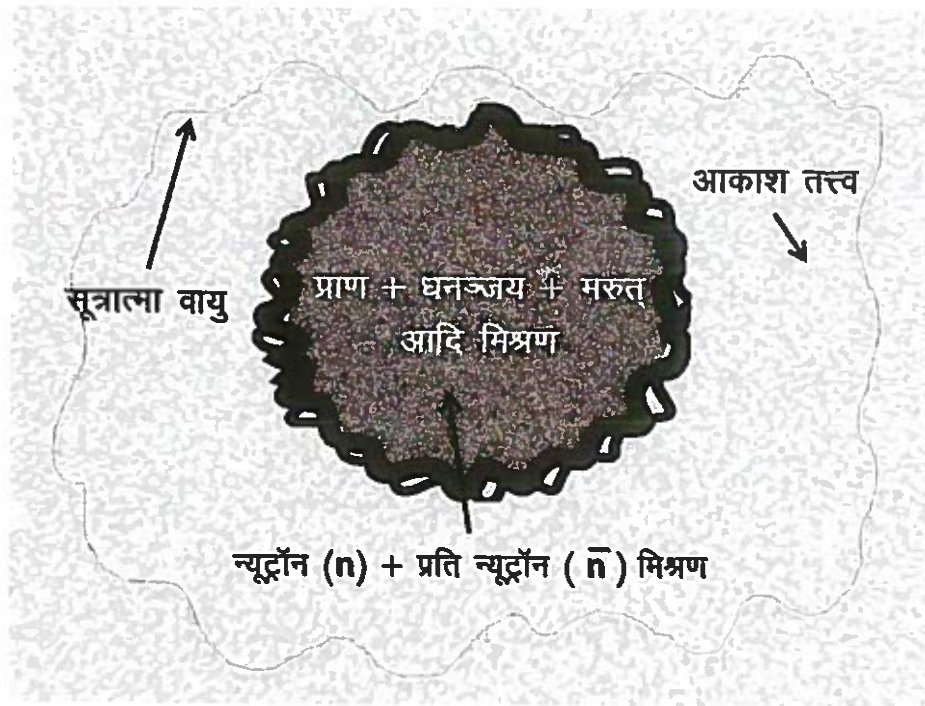 आकाश तत्त्व
सूत्रात्मा वायु
प्राण + धनञ्जय + मरुत्
आदि मिश्रण
न्यूट्रॉन (n) + प्रति न्यूट्रॉन ( n̅ ) मिश्रण